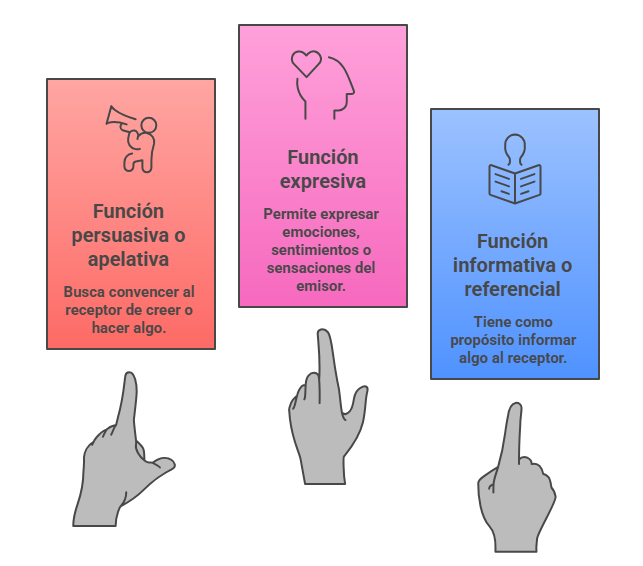 Función
persuasiva o
apelativa
Busca convencer al
receptor de creer o
hacer algo.
Función
expresiva
Permite expresar
emociones,
sentimientos o
sensaciones del
emisor.
Función
informativa o
referencial
Tiene como
propósito informar
algo al receptor.